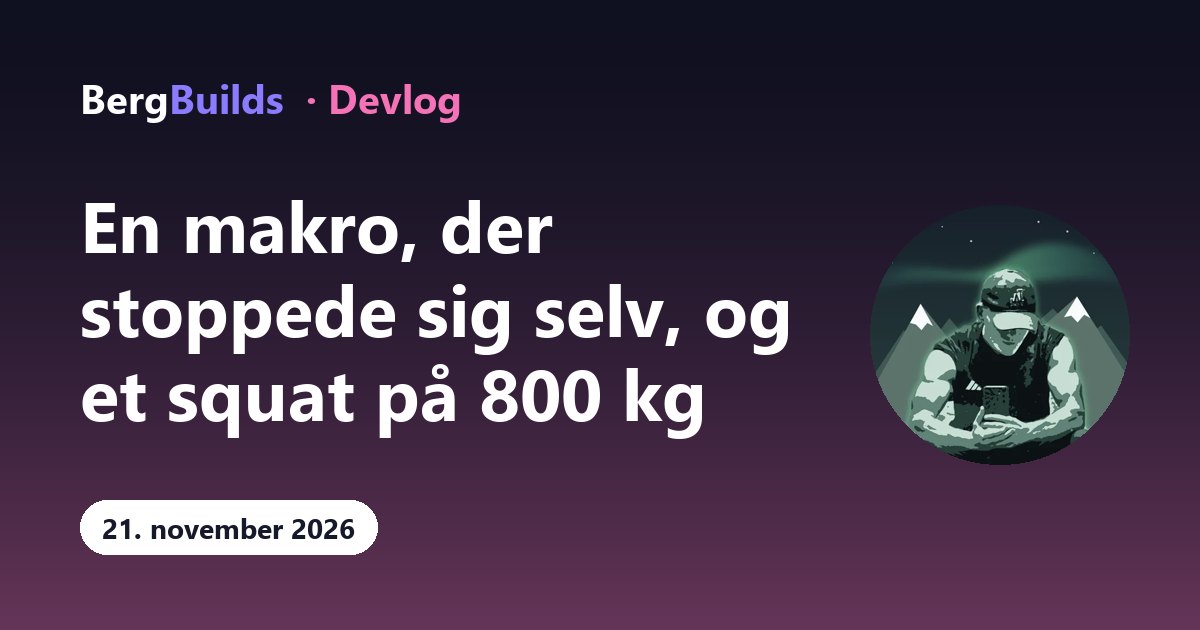 BergBuilds · Devlog
En makro, der
stoppede sig selv, og
et squat på 800 kg
21. november 2026